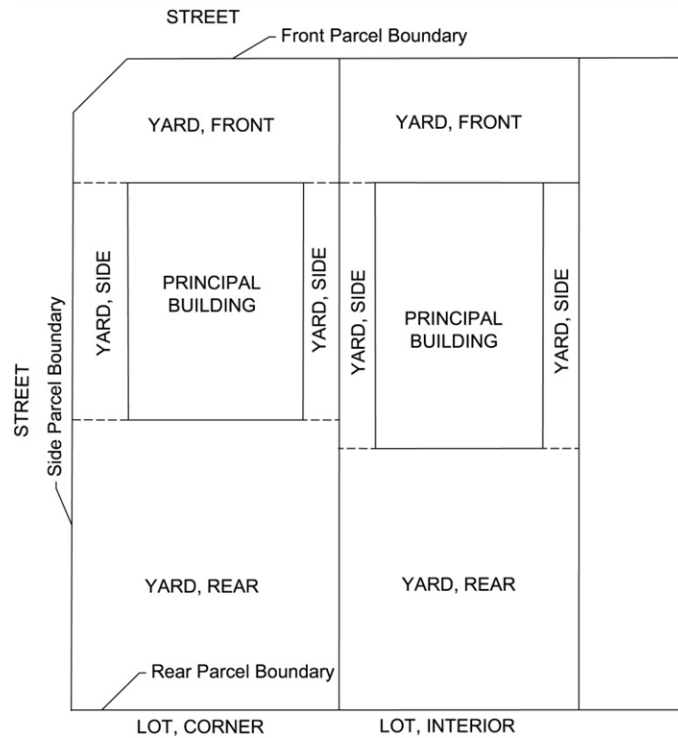 STREET
Front Parcel Boundary
YARD, FRONT
YARD, FRONT
YARD, SIDE
PRINCIPAL
BUILDING
YARD, SIDE
YARD, SIDE
PRINCIPAL
BUILDING
YARD, SIDE
STREET
Side Parcel Boundary
YARD, REAR
YARD, REAR
Rear Parcel Boundary
LOT, CORNER
LOT, INTERIOR